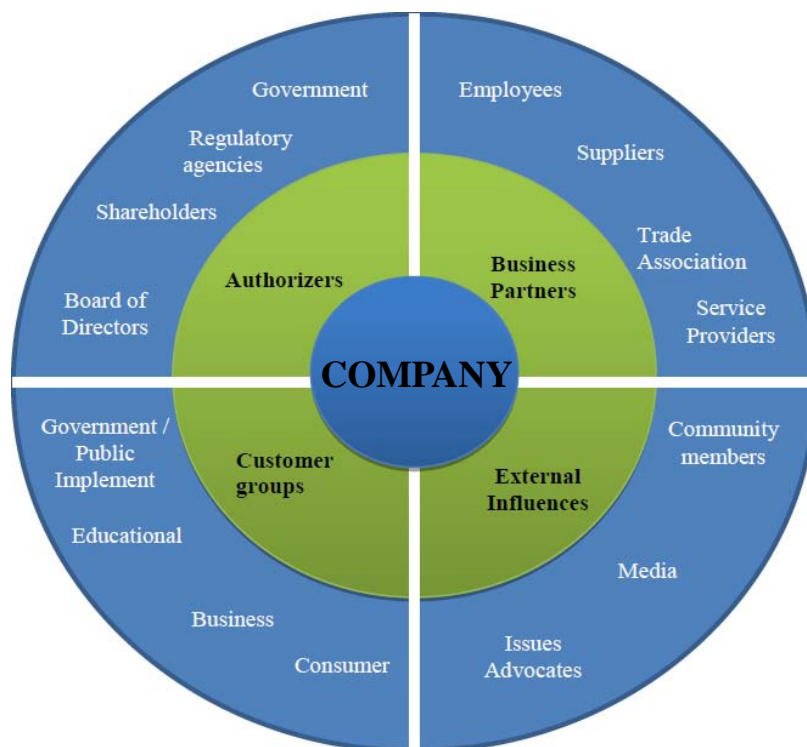 Government
Regulatory
agencies
Shareholders
Board of
Directors
Authorizers
Employees
Suppliers
Trade
Association
Service
Providers
Business
Partners
COMPANY
Government /
Public
Implement
Educational
Business
Consumer
Customer
groups
External
Influences
Community
members
Media
Issues
Advocates